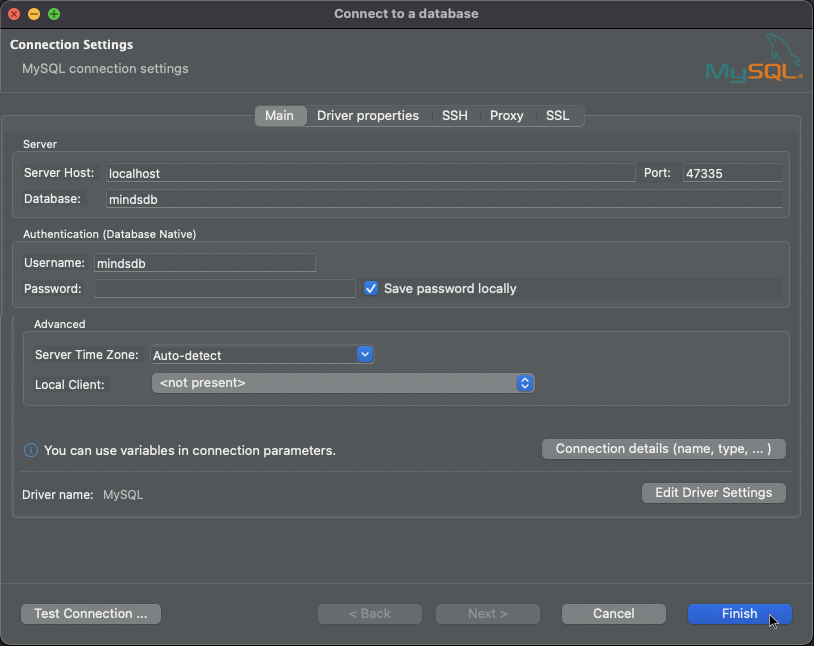 Connect to a database
Connection Settings
MySQL connection settings
MySQL
Main Driver properties SSH Proxy SSL
Server
Server Host: localhost Port: 47335
Database: mindsdb
Authentication (Database Native)
Username: mindsdb
Password: Save password locally
Advanced
Server Time Zone: Auto-detect
Local Client: <not present>
You can use variables in connection parameters. Connection details (name, type, ... )
Driver name: MySQL Edit Driver Settings
Test Connection ... < Back Next > Cancel Finish